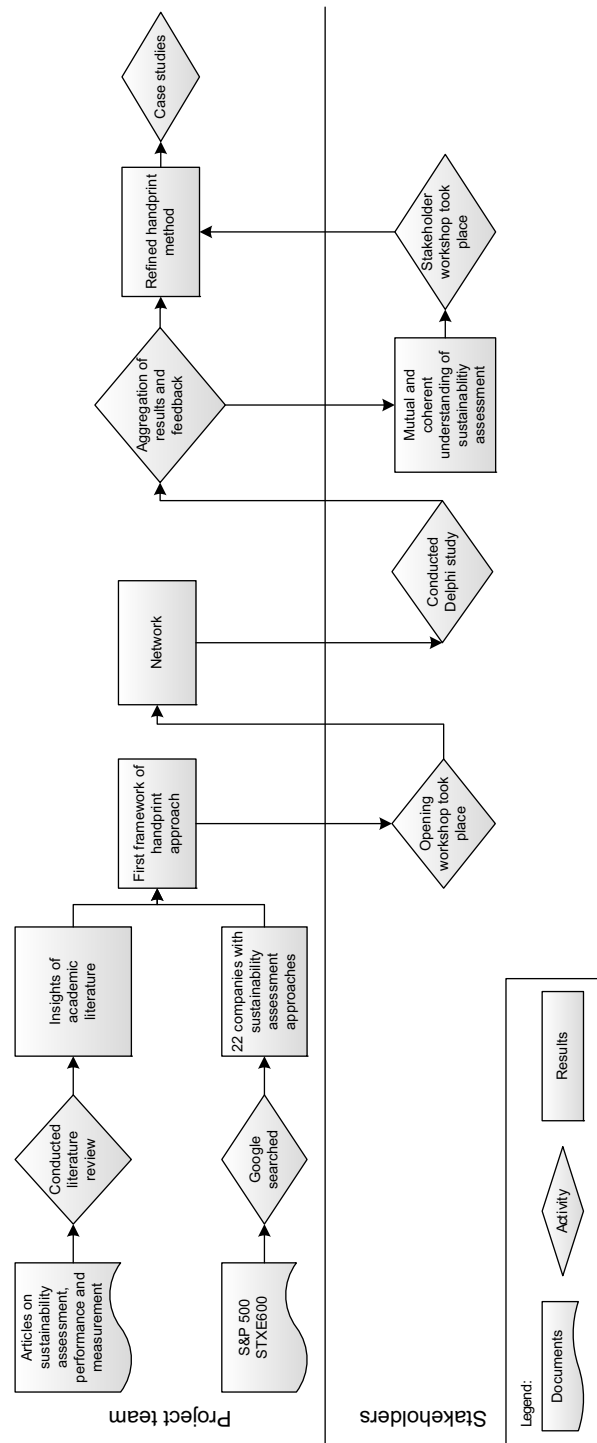 Project team
Articles on
sustainability
assessment,
performance and
measurement
Conducted
literature
review
Insights of
academic
literature
S&P 500
STXE600
Google
searched
22 companies with
sustainability
assessment
approaches
First framework of
handprint
approach
Network
Aggregation of
results and
feedback
Refined handprint
method
Case studies
Stakeholders
Opening
workshop took
place
Conducted
Delphi study
Mutual and
coherent
understanding of
sustainablitiy
assessment
Stakeholder
workshop took
place
Legend:
Documents
Activity
Results